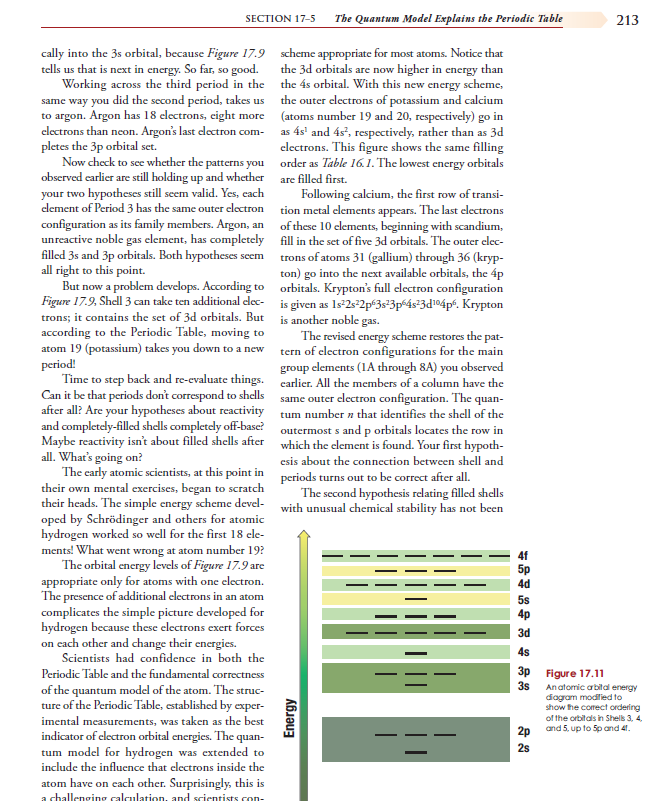 SECTION 17–5 The Quantum Model Explains the Periodic Table 213
cally into the 3s orbital, because Figure 17.9
tells us that is next in energy. So far, so good.
Working across the third period in the
same way you did the second period, takes us
to argon. Argon has 18 electrons, eight more
electrons than neon. Argon's last electron com-
pletes the 3p orbital set.
Now check to see whether the patterns you
observed earlier are still holding up and whether
your two hypotheses still seem valid. Yes, each
element of Period 3 has the same outer electron
configuration as its family members. Argon, an
unreactive noble gas element, has completely
filled 3s and 3p orbitals. Both hypotheses seem
all right to this point.
But now a problem develops. According to
Figure 17.9, Shell 3 can take ten additional elec-
trons; it contains the set of 3d orbitals. But
according to the Periodic Table, moving to
atom 19 (potassium) takes you down to a new
period!
Time to step back and re-evaluate things.
Can it be that periods don't correspond to shells
after all? Are your hypotheses about reactivity
and completely-filled shells completely off-base?
Maybe reactivity isn't about filled shells after
all. What's going on?
The early atomic scientists, at this point in
their own mental exercises, began to scratch
their heads. The simple energy scheme devel-
oped by Schrödinger and others for atomic
hydrogen worked so well for the first 18 ele-
ments! What went wrong at atom number 19?
The orbital energy levels of Figure 17.9 are
appropriate only for atoms with one electron.
The presence of additional electrons in an atom
complicates the simple picture developed for
hydrogen because these electrons exert forces
on each other and change their energies.
Scientists had confidence in both the
Periodic Table and the fundamental correctness
of the quantum model of the atom. The struc-
ture of the Periodic Table, established by exper-
imental measurements, was taken as the best
indicator of electron orbital energies. The quan-
tum model for hydrogen was extended to
include the influence that electrons inside the
atom have on each other. Surprisingly, this is
a challenging calculation, and scientists con-
scheme appropriate for most atoms. Notice that
the 3d orbitals are now higher in energy than
the 4s orbital. With this new energy scheme,
the outer electrons of potassium and calcium
(atoms number 19 and 20, respectively) go in
as 4s¹ and 4s², respectively, rather than as 3d
electrons. This figure shows the same filling
order as Table 16.1. The lowest energy orbitals
are filled first.
Following calcium, the first row of transi-
tion metal elements appears. The last electrons
of these 10 elements, beginning with scandium,
fill in the set of five 3d orbitals. The outer elec-
trons of atoms 31 (gallium) through 36 (kryp-
ton) go into the next available orbitals, the 4p
orbitals. Krypton's full electron configuration
is given as 1s²2s²2p⁶3s²3p⁶4s²3d¹⁰4p⁶. Krypton
is another noble gas.
The revised energy scheme restores the pat-
tern of electron configurations for the main
group elements (1A through 8A) you observed
earlier. All the members of a column have the
same outer electron configuration. The quan-
tum number n that identifies the shell of the
outermost s and p orbitals locates the row in
which the element is found. Your first hypoth-
esis about the connection between shell and
periods turns out to be correct after all.
The second hypothesis relating filled shells
with unusual chemical stability has not been
Energy
4f
5p
4d
5s
4p
3d
4s
3p
3s
2p
2s
Figure 17.11
An atomic orbital energy
diagram modified to
show the correct ordering
of the orbitals in Shells 3, 4,
and 5, up to 5p and 4f.